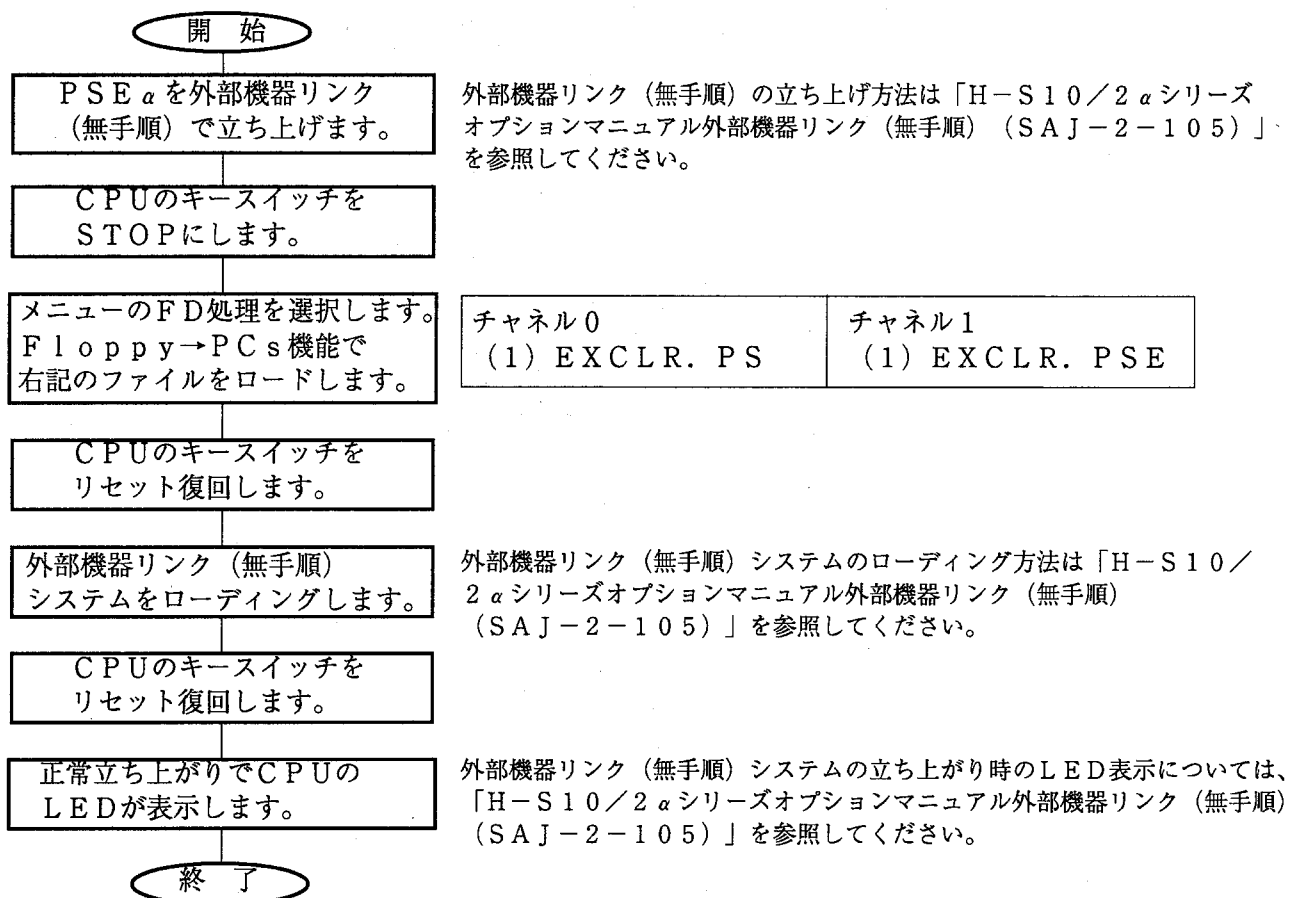 開　始
ＰＳＥαを外部機器リンク
（無手順）で立ち上げます。
外部機器リンク（無手順）の立ち上げ方法は「Ｈ－Ｓ１０／２αシリーズ
オプションマニュアル外部機器リンク（無手順）（ＳＡＪ－２－１０５）」
を参照してください。
ＣＰＵのキースイッチを
ＳＴＯＰにします。
メニューのＦＤ処理を選択します。
Ｆｌｏｐｐｙ→ＰＣｓ機能で
右記のファイルをロードします。
チャネル０
（１）ＥＸＣＬＲ．ＰＳ
チャネル１
（１）ＥＸＣＬＲ．ＰＳＥ
ＣＰＵのキースイッチを
リセット復回します。
外部機器リンク（無手順）
システムをローディングします。
外部機器リンク（無手順）システムのローディング方法は「Ｈ－Ｓ１０／
２αシリーズオプションマニュアル外部機器リンク（無手順）
（ＳＡＪ－２－１０５）」を参照してください。
ＣＰＵのキースイッチを
リセット復回します。
正常立ち上がりでＣＰＵの
ＬＥＤが表示します。
外部機器リンク（無手順）システムの立ち上がり時のＬＥＤ表示については、
「Ｈ－Ｓ１０／２αシリーズオプションマニュアル外部機器リンク（無手順）
（ＳＡＪ－２－１０５）」を参照してください。
終　了